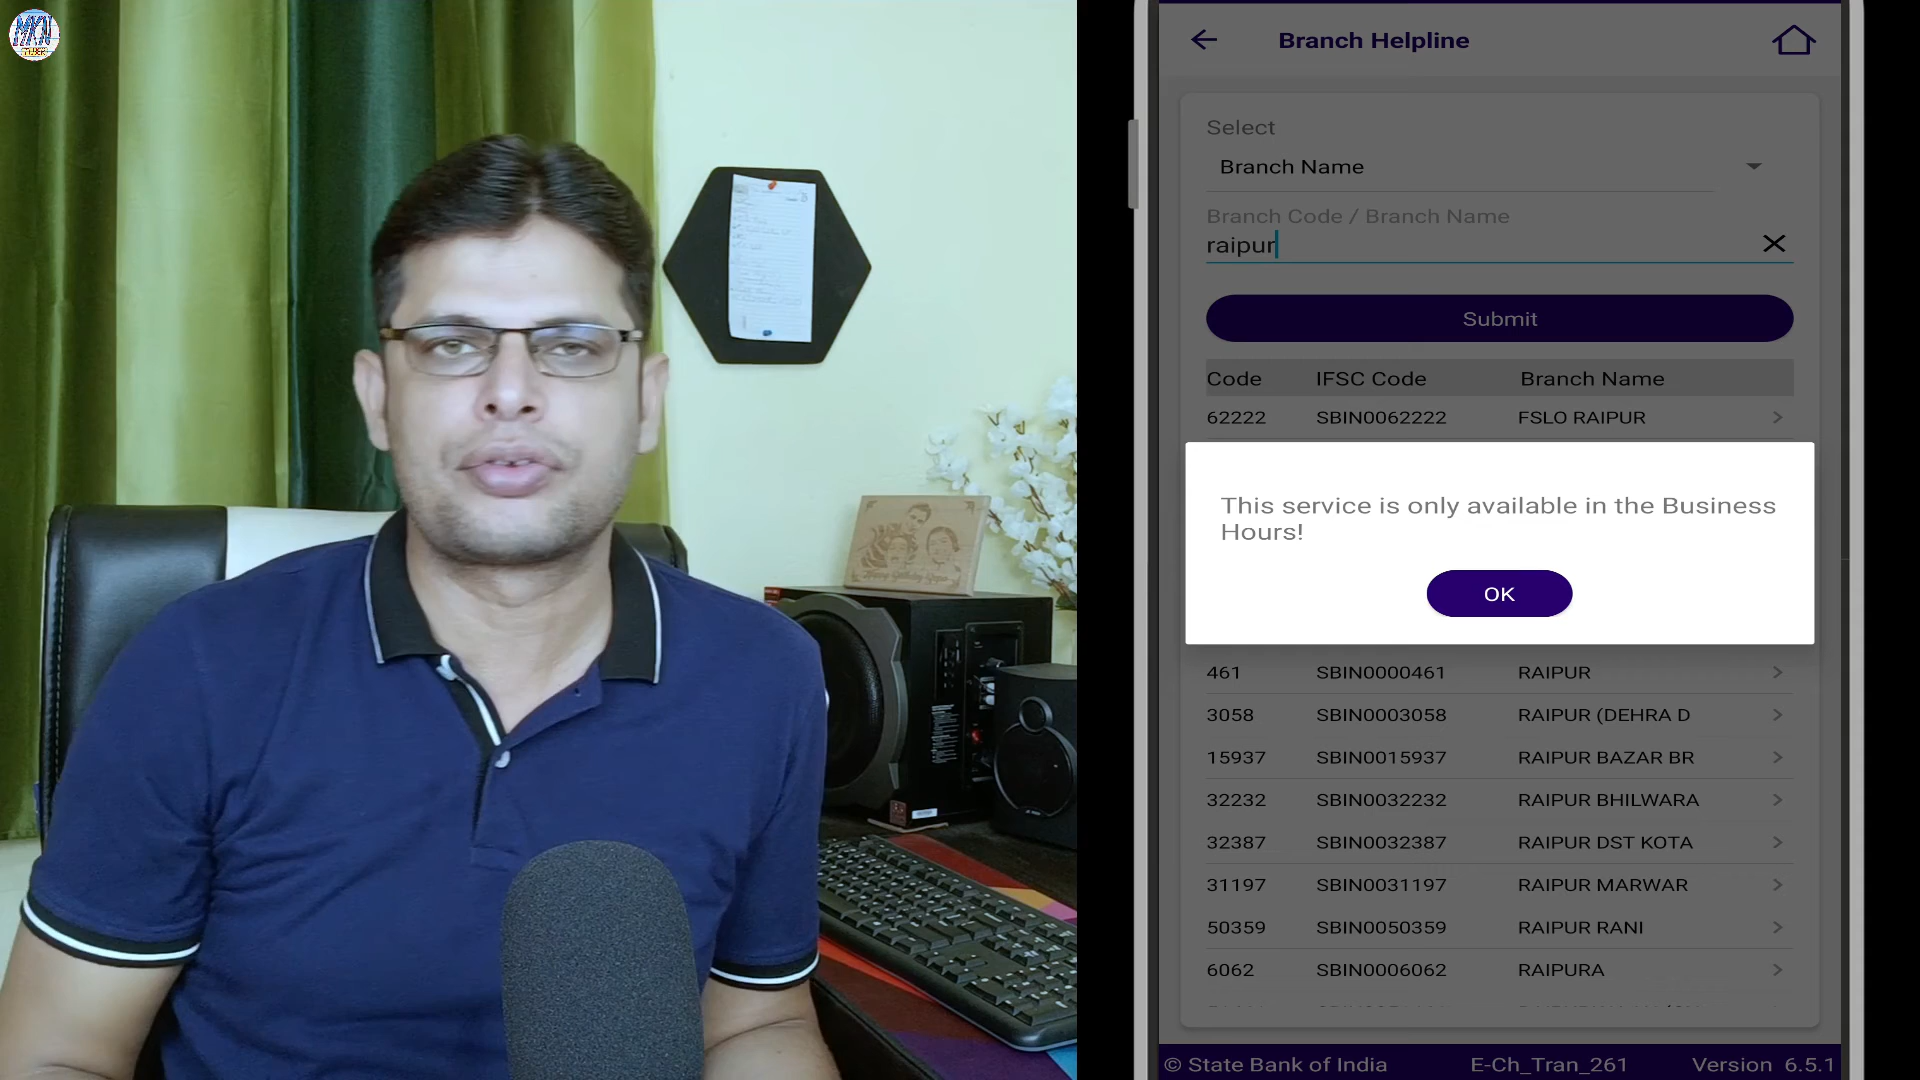 MKN
Branch Helpline
Select
Branch Name
Branch Code / Branch Name
raipur
Submit
Code IFSC Code Branch Name
62222 SBIN0062222 FSLO RAIPUR
This service is only available in the Business
Hours!
OK
461 SBIN0000461 RAIPUR
3058 SBIN0003058 RAIPUR (DEHRA D
15937 SBIN0015937 RAIPUR BAZAR BR
32232 SBIN0032232 RAIPUR BHILWARA
32387 SBIN0032387 RAIPUR DST KOTA
31197 SBIN0031197 RAIPUR MARWAR
50359 SBIN0050359 RAIPUR RANI
6062 SBIN0006062 RAIPURA
© State Bank of India E-Ch_Tran_261 Version 6.5.1